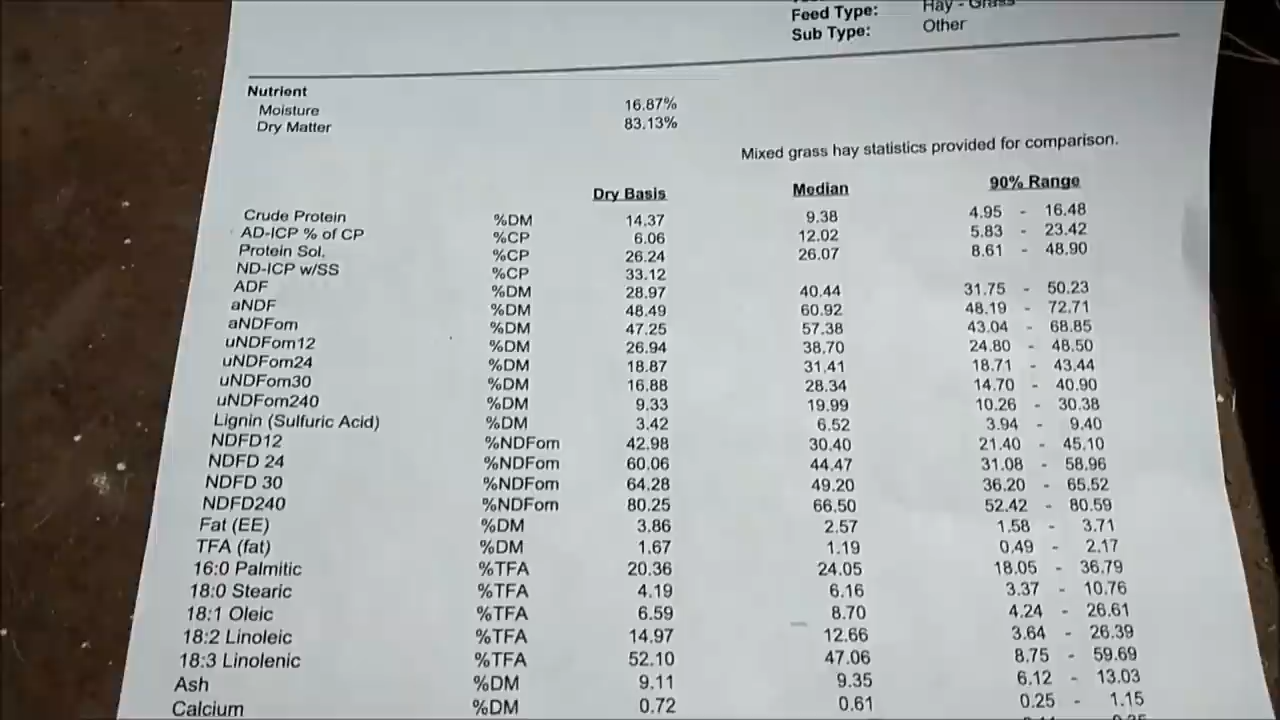 Feed Type: Hay - Grass
Sub Type: Other
Nutrient
Moisture 16.87%
Dry Matter 83.13%
Mixed grass hay statistics provided for comparison.
Dry Basis Median 90% Range
Crude Protein %DM 14.37 9.38 4.95 - 16.48
AD-ICP % of CP %CP 6.06 12.02 5.83 - 23.42
Protein Sol. %CP 26.24 26.07 8.61 - 48.90
ND-ICP w/SS %CP 33.12
ADF %DM 28.97 40.44 31.75 - 50.23
aNDF %DM 48.49 60.92 48.19 - 72.71
aNDFom %DM 47.25 57.38 43.04 - 68.85
uNDFom12 %DM 26.94 38.70 24.80 - 48.50
uNDFom24 %DM 18.87 31.41 18.71 - 43.44
uNDFom30 %DM 16.88 28.34 14.70 - 40.90
uNDFom240 %DM 9.33 19.99 10.26 - 30.38
Lignin (Sulfuric Acid) %DM 3.42 6.52 3.94 - 9.40
NDFD12 %NDFom 42.98 30.40 21.40 - 45.10
NDFD 24 %NDFom 60.06 44.47 31.08 - 58.96
NDFD 30 %NDFom 64.28 49.20 36.20 - 65.52
NDFD240 %NDFom 80.25 66.50 52.42 - 80.59
Fat (EE) %DM 3.86 2.57 1.58 - 3.71
TFA (fat) %DM 1.67 1.19 0.49 - 2.17
16:0 Palmitic %TFA 20.36 24.05 18.05 - 36.79
18:0 Stearic %TFA 4.19 6.16 3.37 - 10.76
18:1 Oleic %TFA 6.59 8.70 4.24 - 26.61
18:2 Linoleic %TFA 14.97 12.66 3.64 - 26.39
18:3 Linolenic %TFA 52.10 47.06 8.75 - 59.69
Ash %DM 9.11 9.35 6.12 - 13.03
Calcium %DM 0.72 0.61 0.25 - 1.15